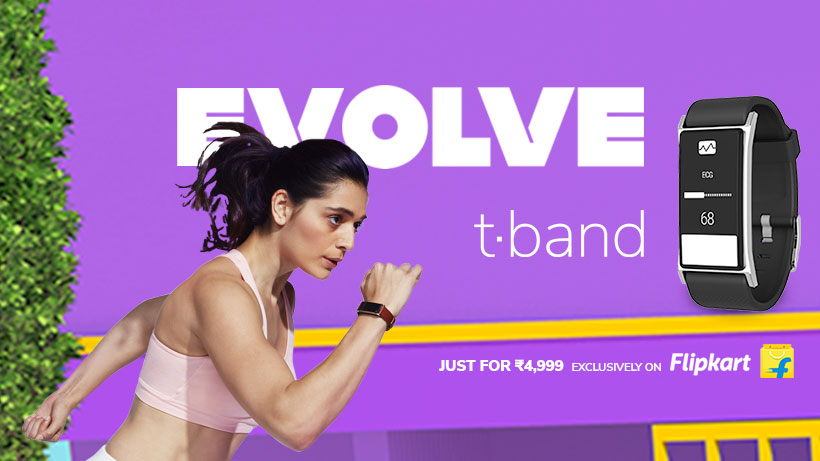 EVOLVE
t·band
ECG
68
JUST FOR ₹4,999 EXCLUSIVELY ON Flipkart